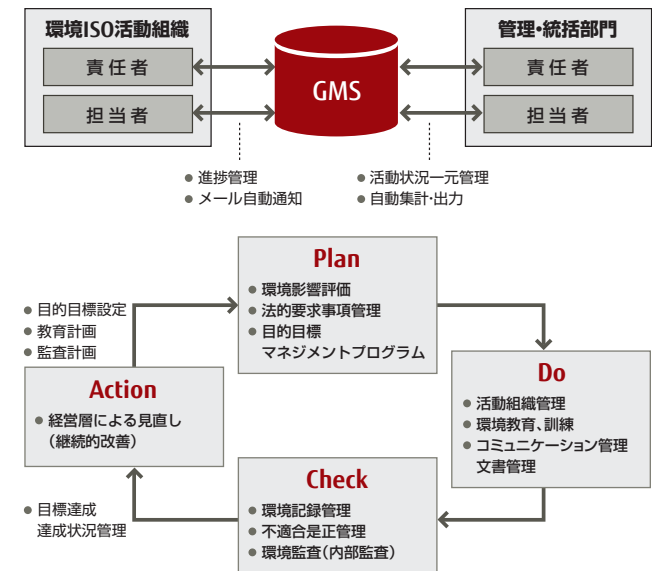 環境ISO活動組織
責任者
担当者
GMS
管理・統括部門
責任者
担当者
● 進捗管理
● メール自動通知
● 活動状況一元管理
● 自動集計・出力
Plan
● 環境影響評価
● 法的要求事項管理
● 目的目標
マネジメントプログラム
● 目的目標設定
● 教育計画
● 監査計画
Do
● 活動組織管理
● 環境教育、訓練
● コミュニケーション管理
文書管理
Action
● 経営層による見直し
（継続的改善）
Check
● 環境記録管理
● 不適合是正管理
● 環境監査（内部監査）
● 目標達成
達成状況管理